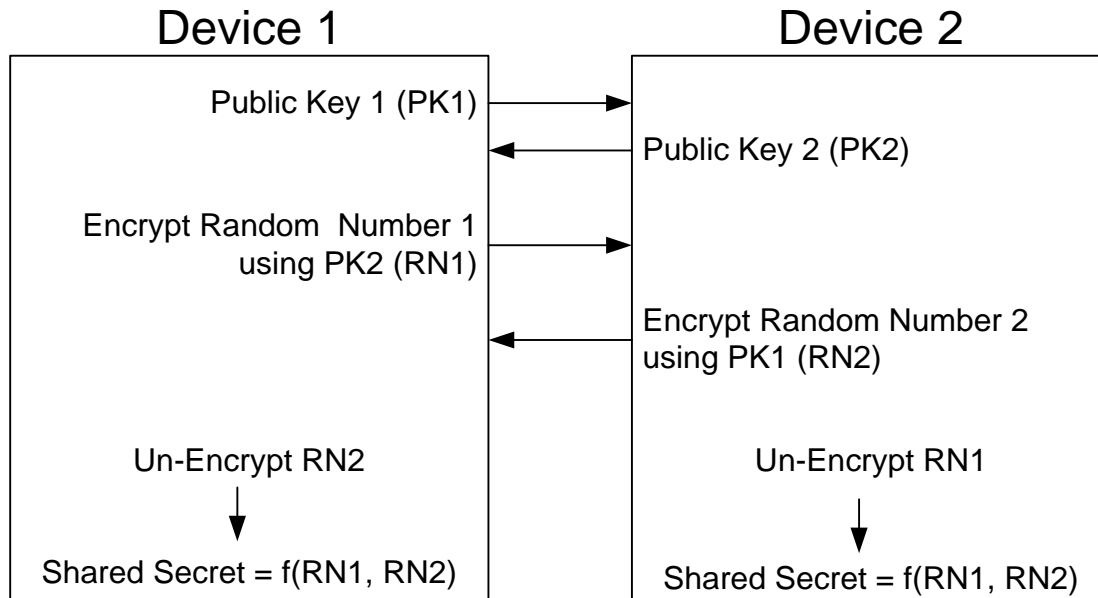 Device 1
Device 2
Public Key 1 (PK1)
Public Key 2 (PK2)
Encrypt Random Number 1
using PK2 (RN1)
Encrypt Random Number 2
using PK1 (RN2)
Un-Encrypt RN2
Un-Encrypt RN1
Shared Secret = f(RN1, RN2)
Shared Secret = f(RN1, RN2)